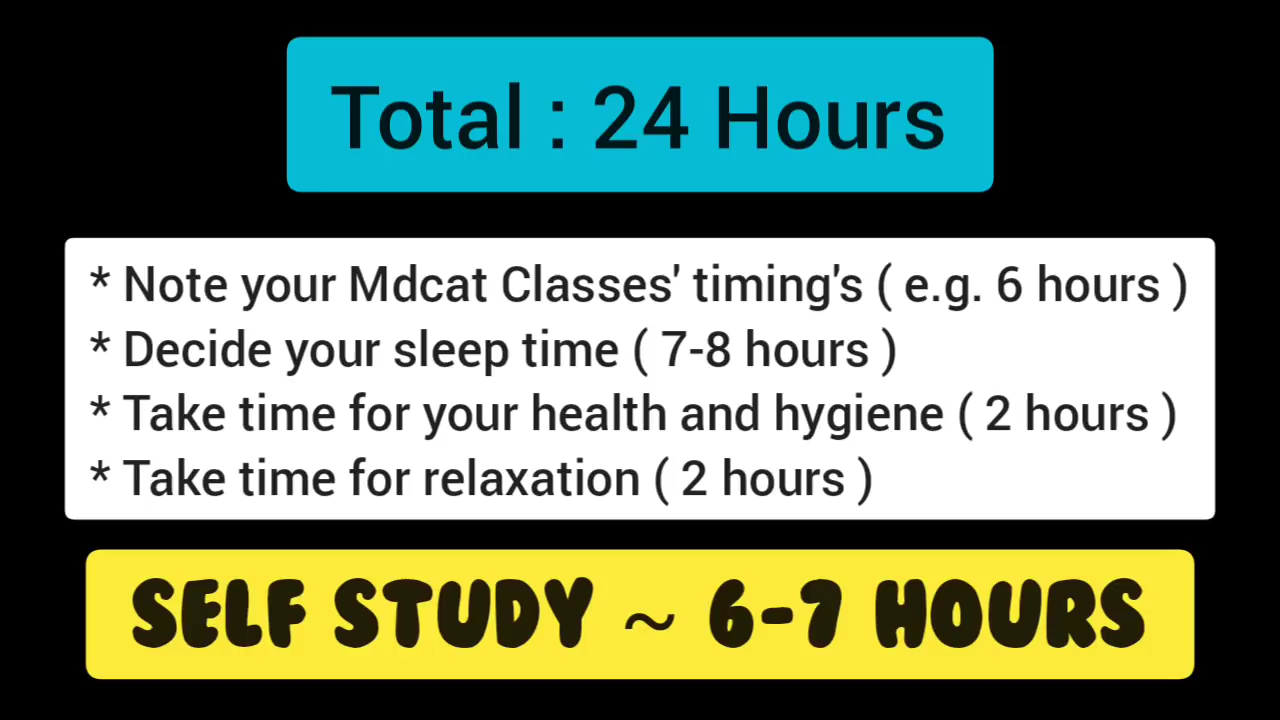 Total : 24 Hours
* Note your Mdcat Classes' timing's ( e.g. 6 hours )
* Decide your sleep time ( 7-8 hours )
* Take time for your health and hygiene ( 2 hours )
* Take time for relaxation ( 2 hours )
SELF STUDY ~ 6-7 HOURS